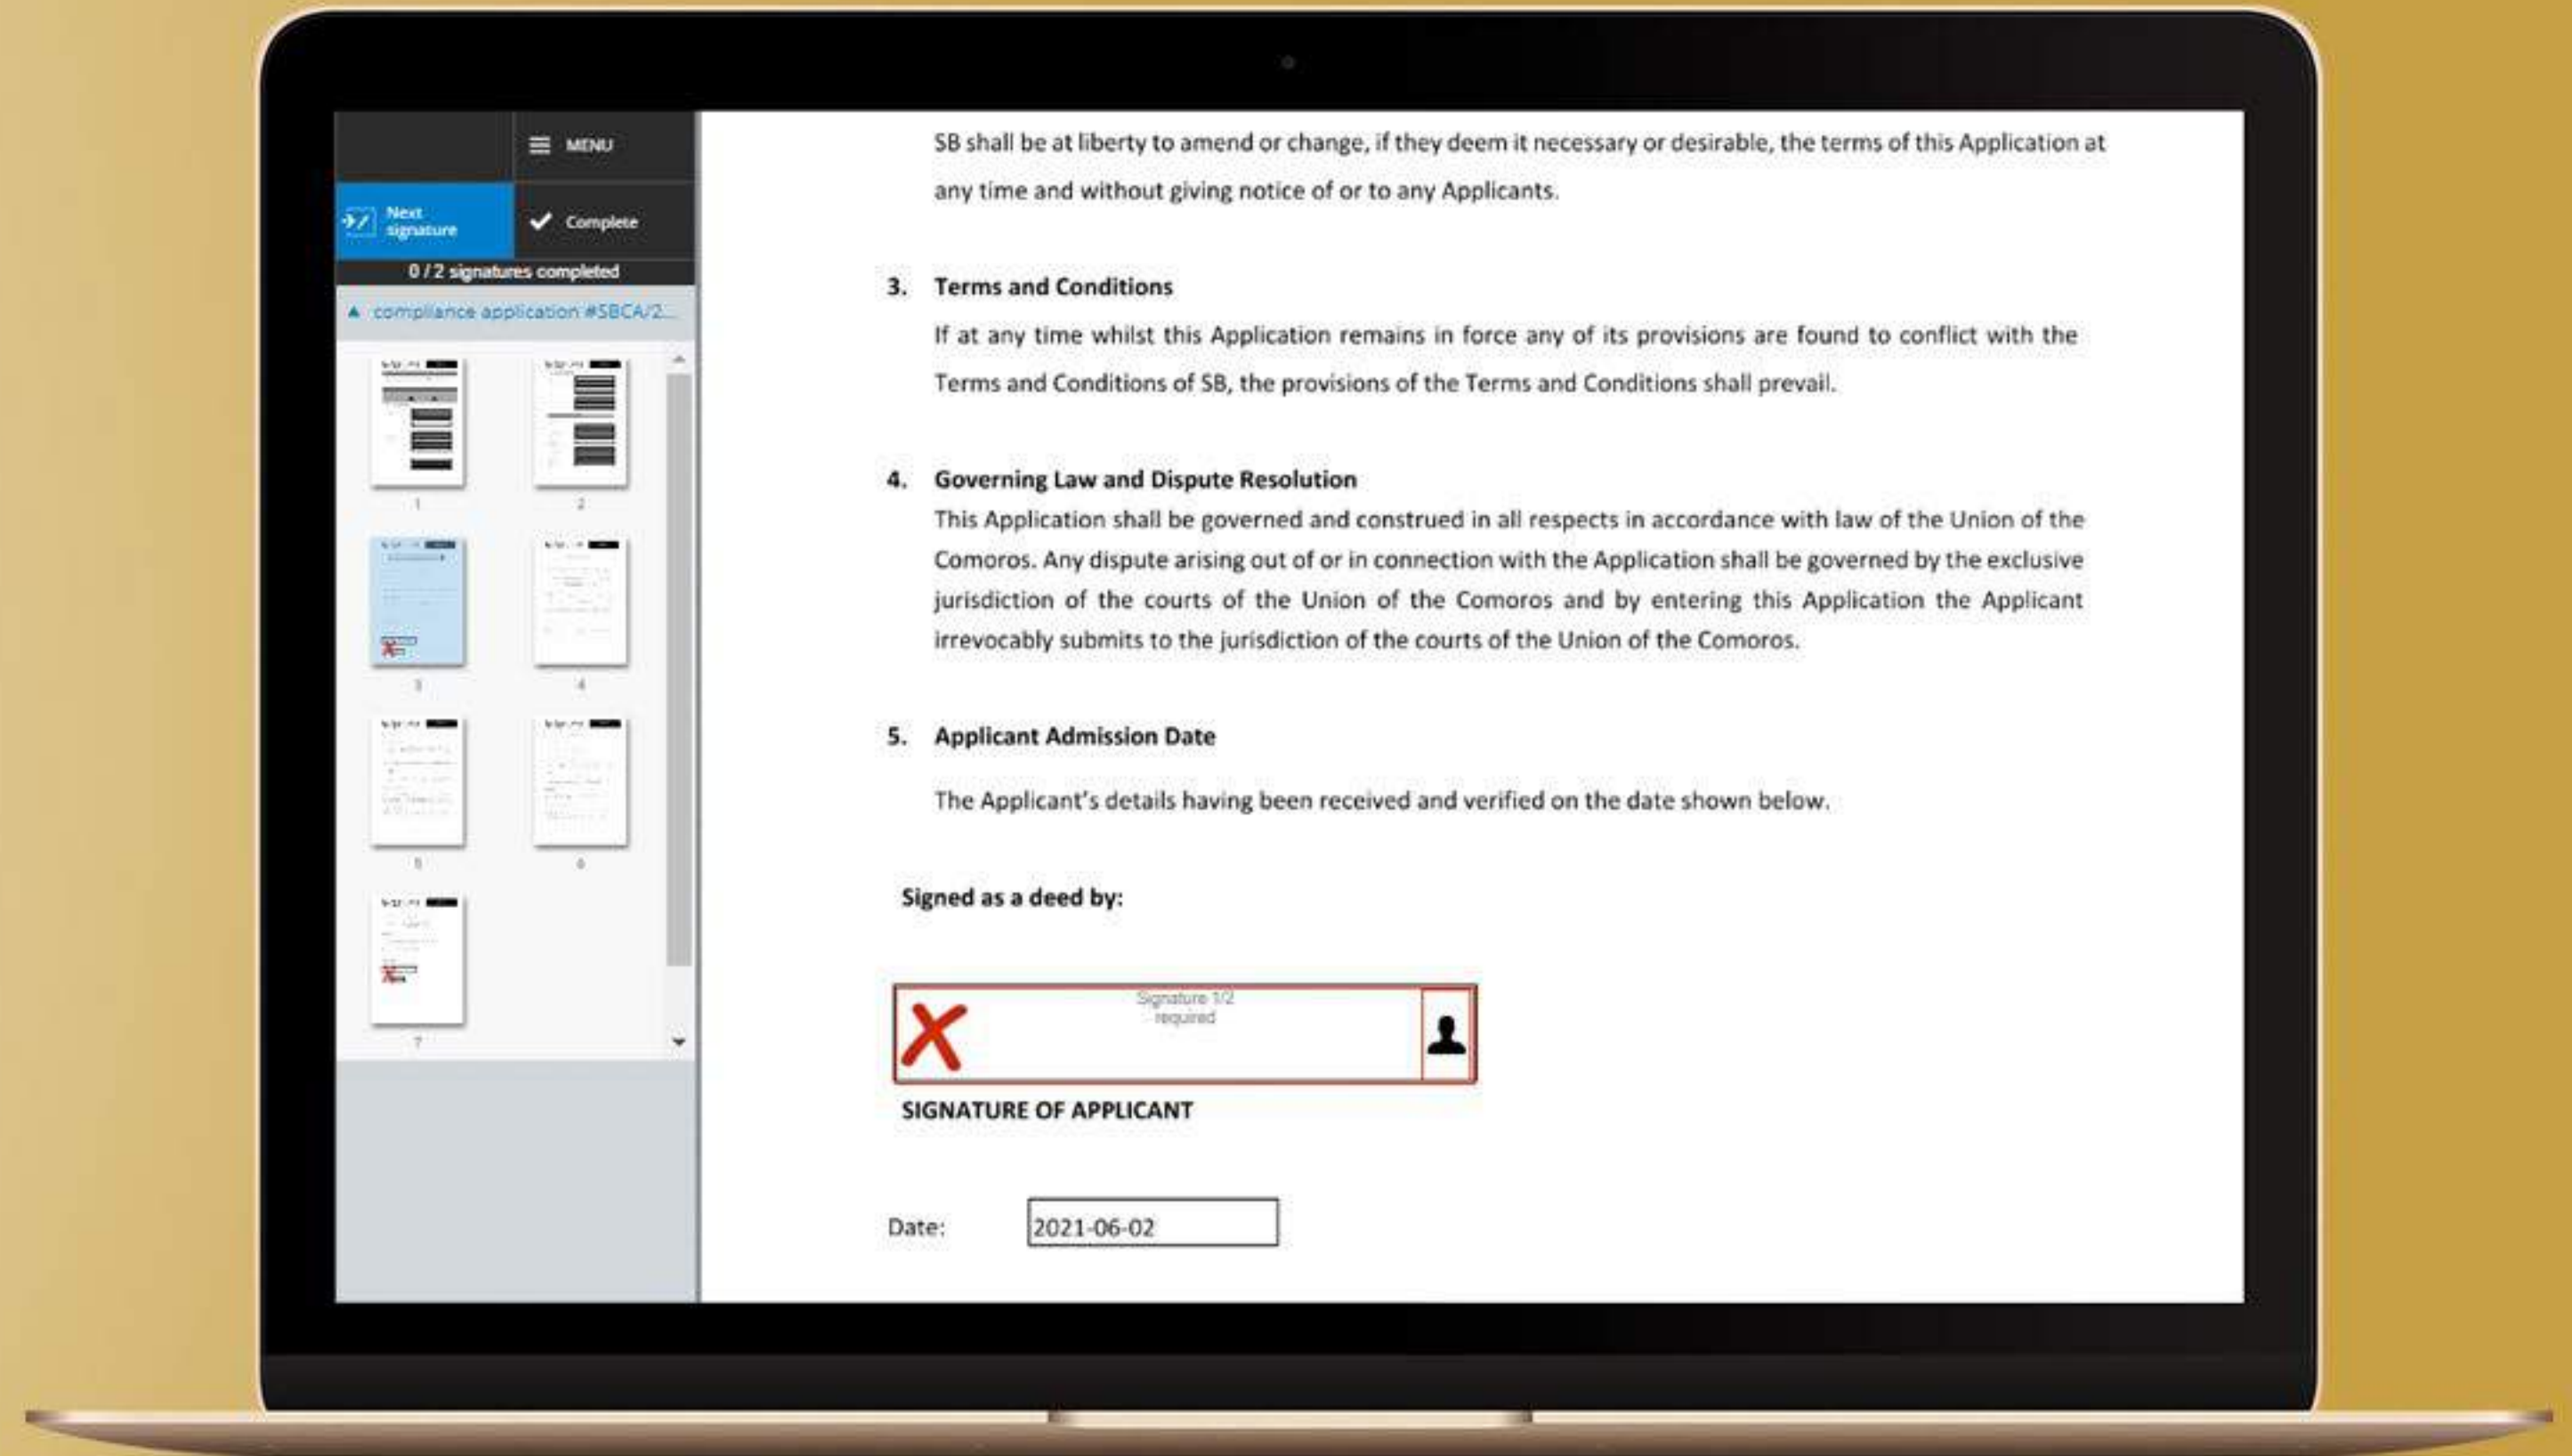 MENU
Next
signature
Complete
0 / 2 signatures completed
compliance application #SBCA/2...
1
2
3
4
5
6
7
SB shall be at liberty to amend or change, if they deem it necessary or desirable, the terms of this Application at
any time and without giving notice of or to any Applicants.
3. Terms and Conditions
If at any time whilst this Application remains in force any of its provisions are found to conflict with the
Terms and Conditions of SB, the provisions of the Terms and Conditions shall prevail.
4. Governing Law and Dispute Resolution
This Application shall be governed and construed in all respects in accordance with law of the Union of the
Comoros. Any dispute arising out of or in connection with the Application shall be governed by the exclusive
jurisdiction of the courts of the Union of the Comoros and by entering this Application the Applicant
irrevocably submits to the jurisdiction of the courts of the Union of the Comoros.
5. Applicant Admission Date
The Applicant's details having been received and verified on the date shown below.
Signed as a deed by:
Signature 1/2
required
SIGNATURE OF APPLICANT
Date: 2021-06-02